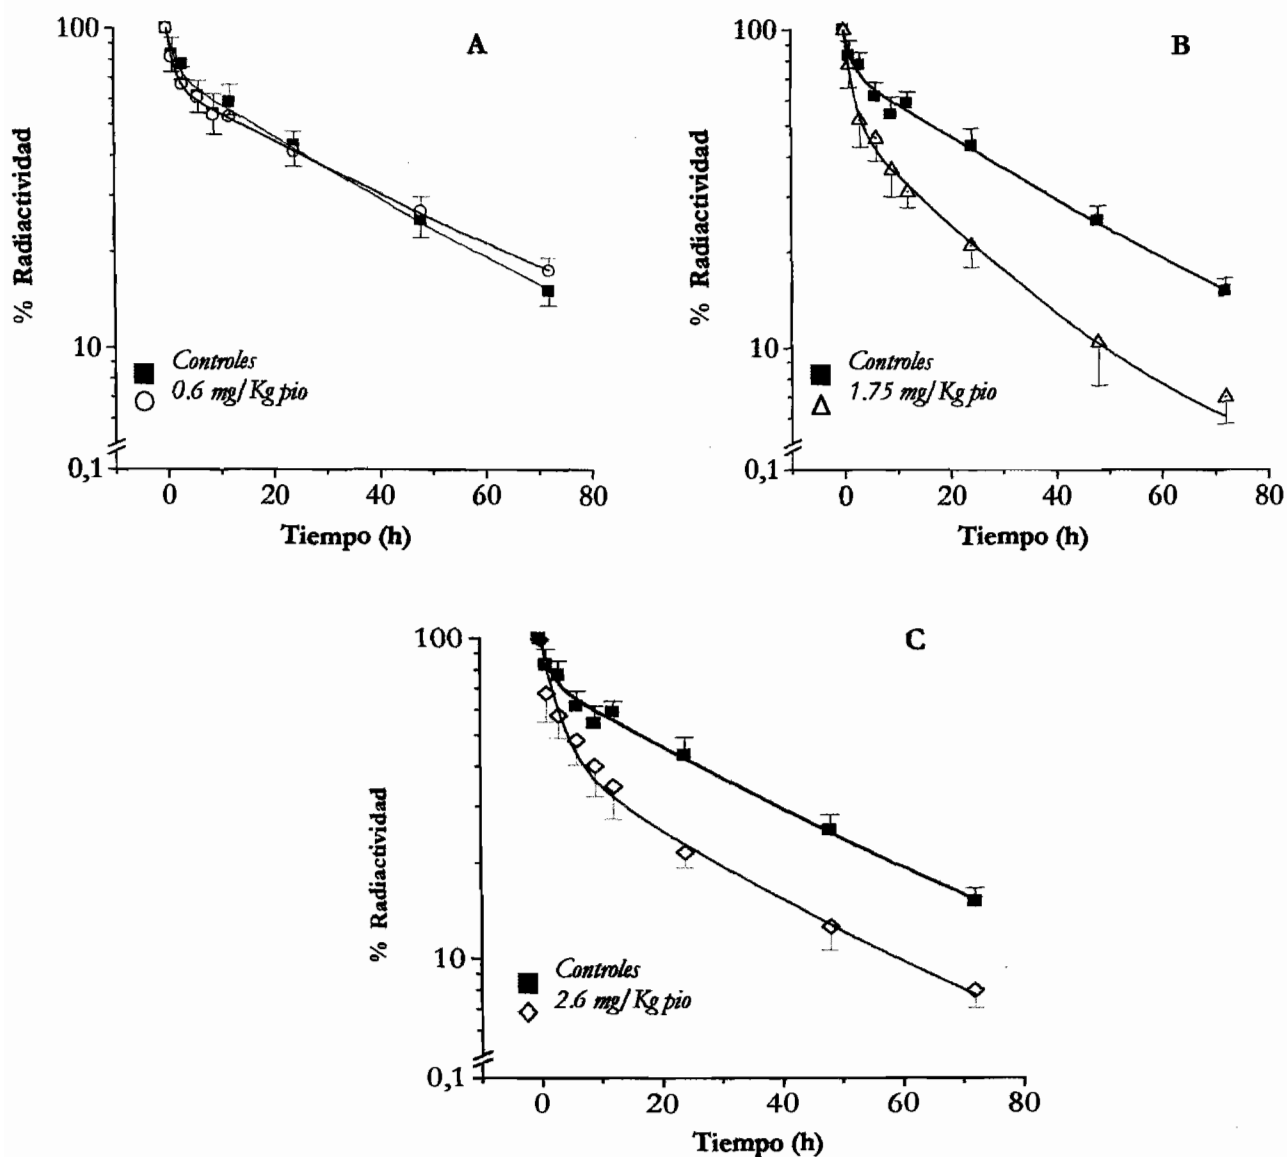 A
100
10
0,1
% Radiactividad
Controles
0.6 mg/Kg pio
0 20 40 60 80
Tiempo (h)
B
100
10
0,1
% Radiactividad
Controles
1.75 mg/Kg pio
0 20 40 60 80
Tiempo (h)
C
100
10
0,1
% Radiactividad
Controles
2.6 mg/Kg pio
0 20 40 60 80
Tiempo (h)